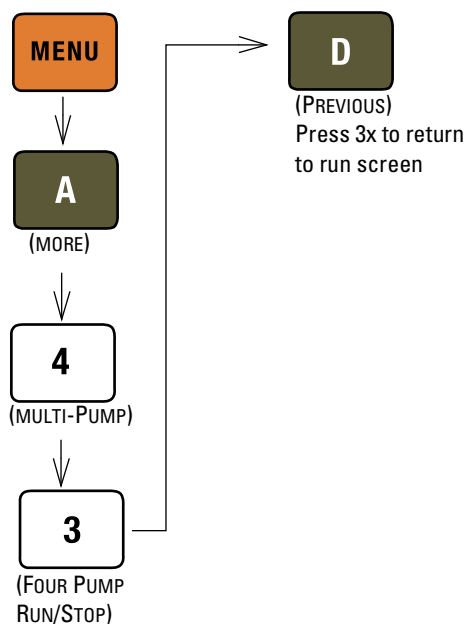 MENU
A
(MORE)
4
(MULTI-PUMP)
3
(FOUR PUMP
RUN/STOP)
D
(PREVIOUS)
Press 3x to return
to run screen